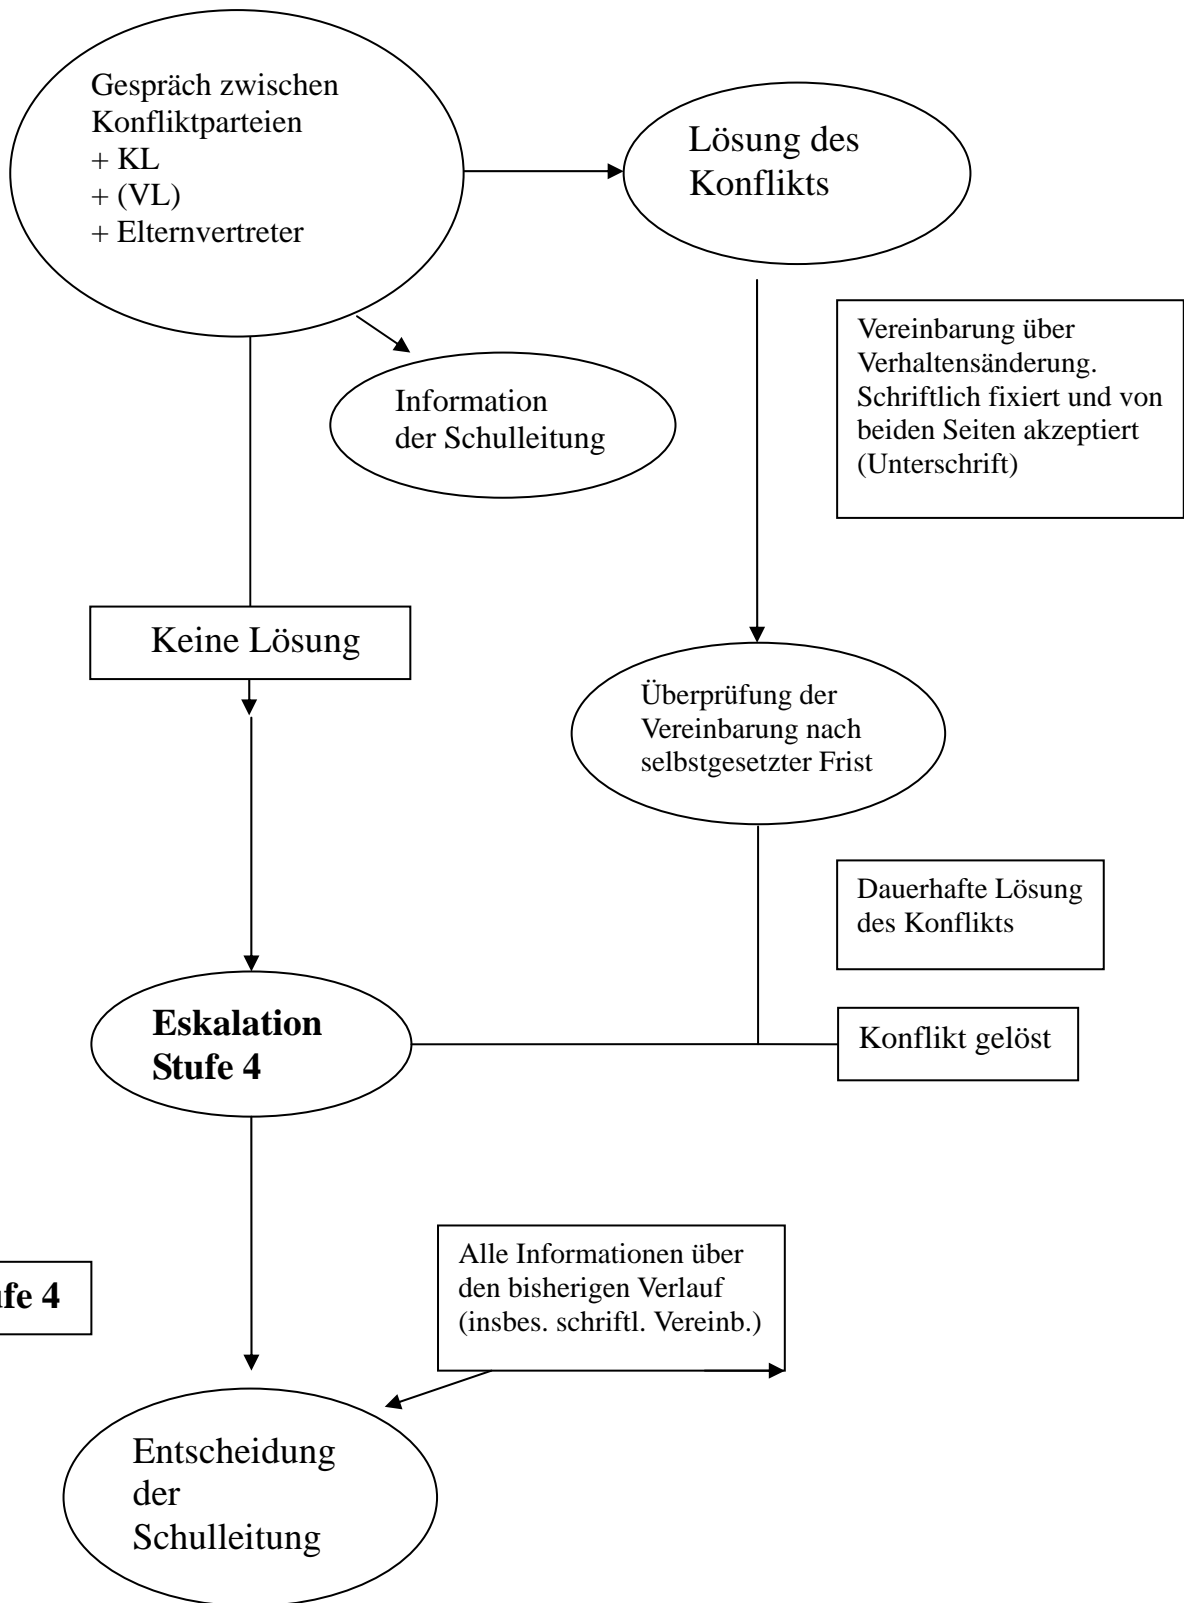 Gespräch zwischen
Konfliktparteien
+ KL
+ (VL)
+ Elternvertreter
Lösung des
Konflikts
Vereinbarung über
Verhaltensänderung.
Schriftlich fixiert und von
beiden Seiten akzeptiert
(Unterschrift)
Information
der Schulleitung
Keine Lösung
Überprüfung der
Vereinbarung nach
selbstgesetzter Frist
Dauerhafte Lösung
des Konflikts
Eskalation
Stufe 4
Konflikt gelöst
Alle Informationen über
den bisherigen Verlauf
(insbes. schriftl. Vereinb.)
fe 4
Entscheidung
der
Schulleitung